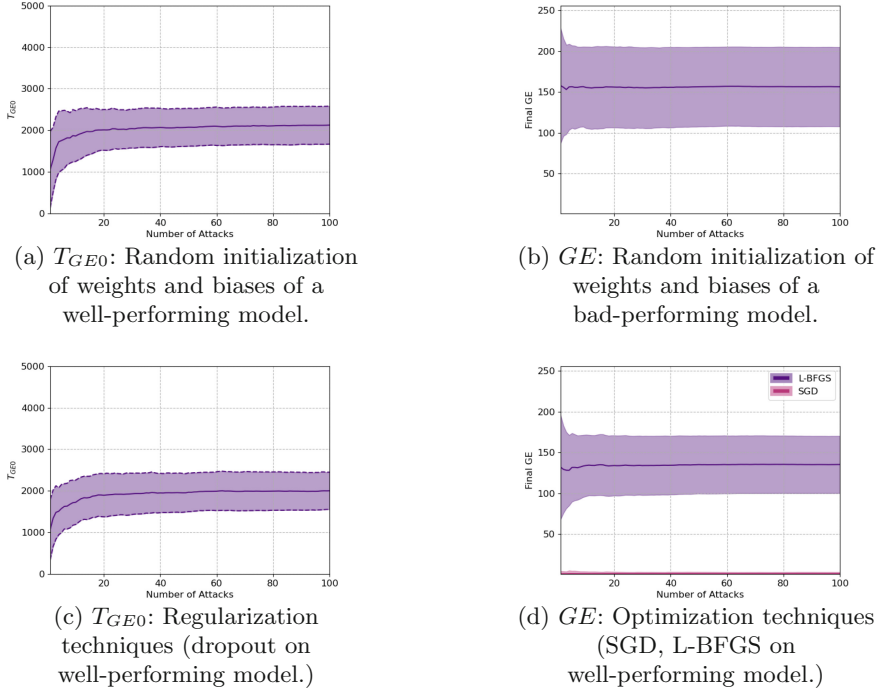 5000
4000
3000
2000
1000
0
T_GE0
20
40
60
80
100
Number of Attacks
(a) T_GE0: Random initialization
of weights and biases of a
well-performing model.
250
200
150
100
50
Final GE
20
40
60
80
100
Number of Attacks
(b) GE: Random initialization of
weights and biases of a
bad-performing model.
5000
4000
3000
2000
1000
0
T_GE0
20
40
60
80
100
Number of Attacks
(c) T_GE0: Regularization
techniques (dropout on
well-performing model.)
250
200
150
100
50
Final GE
L-BFGS
SGD
20
40
60
80
100
Number of Attacks
(d) GE: Optimization techniques
(SGD, L-BFGS on
well-performing model.)